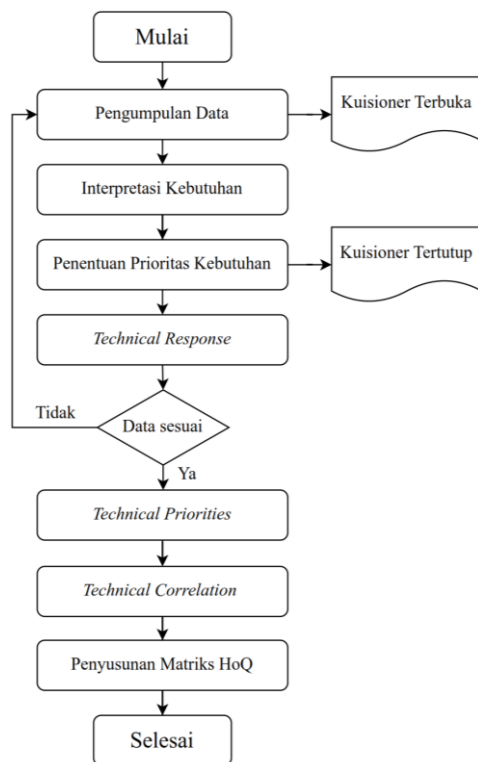 Mulai
Pengumpulan Data
Kuisioner Terbuka
Interpretasi Kebutuhan
Penentuan Prioritas Kebutuhan
Kuisioner Tertutup
Technical Response
Tidak
Data sesuai
Ya
Technical Priorities
Technical Correlation
Penyusunan Matriks HoQ
Selesai